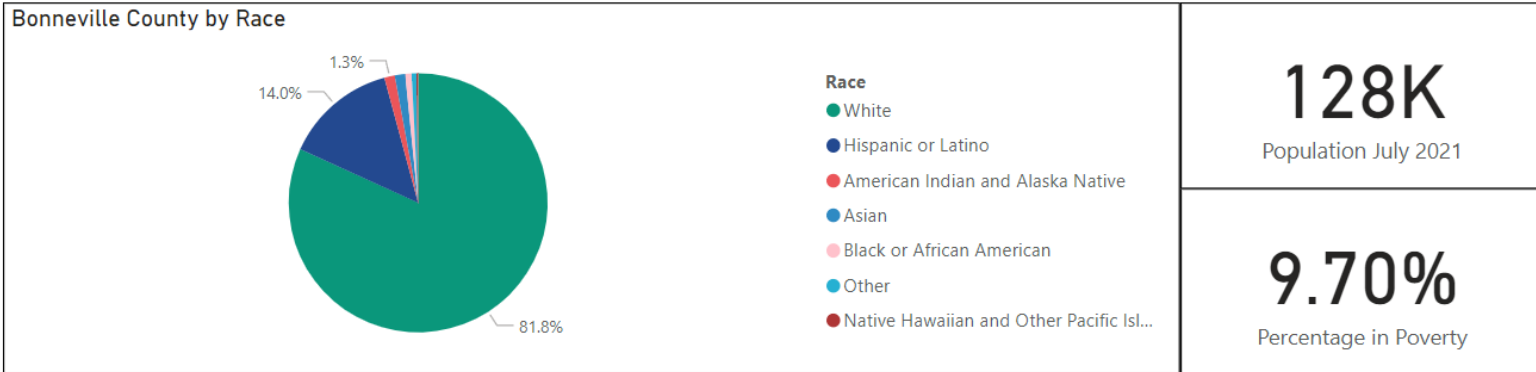 Bonneville County by Race
1.3%
14.0%
81.8%
Race
White
Hispanic or Latino
American Indian and Alaska Native
Asian
Black or African American
Other
Native Hawaiian and Other Pacific Isl...
128K
Population July 2021
9.70%
Percentage in Poverty